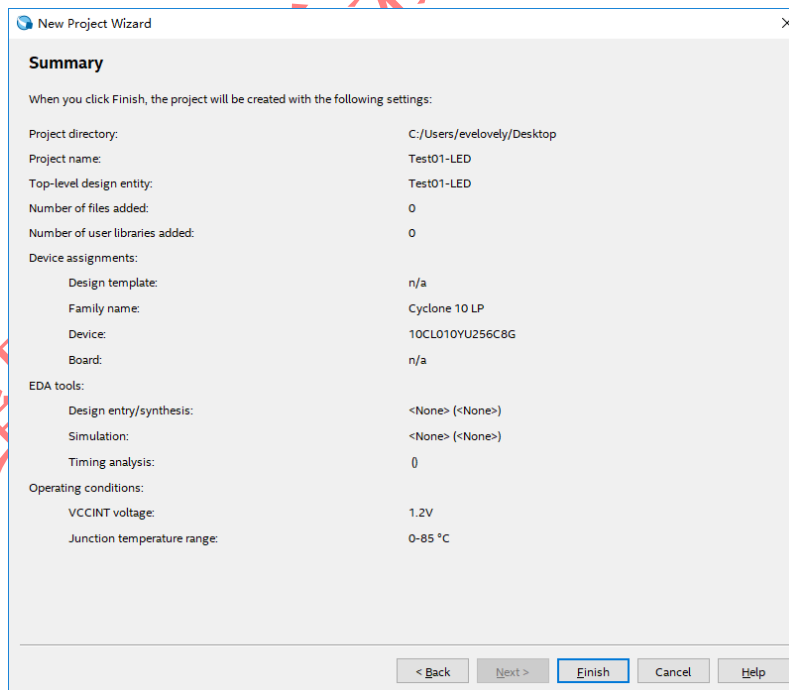 New Project Wizard
Summary
When you click Finish, the project will be created with the following settings:
Project directory: C:/Users/evelovely/Desktop
Project name: Test01-LED
Top-level design entity: Test01-LED
Number of files added: 0
Number of user libraries added: 0
Device assignments:
Design template: n/a
Family name: Cyclone 10 LP
Device: 10CL010YU256C8G
Board: n/a
EDA tools:
Design entry/synthesis: <None> (<None>)
Simulation: <None> (<None>)
Timing analysis: ()
Operating conditions:
VCCINT voltage: 1.2V
Junction temperature range: 0-85 °C
< Back Next > Finish Cancel Help